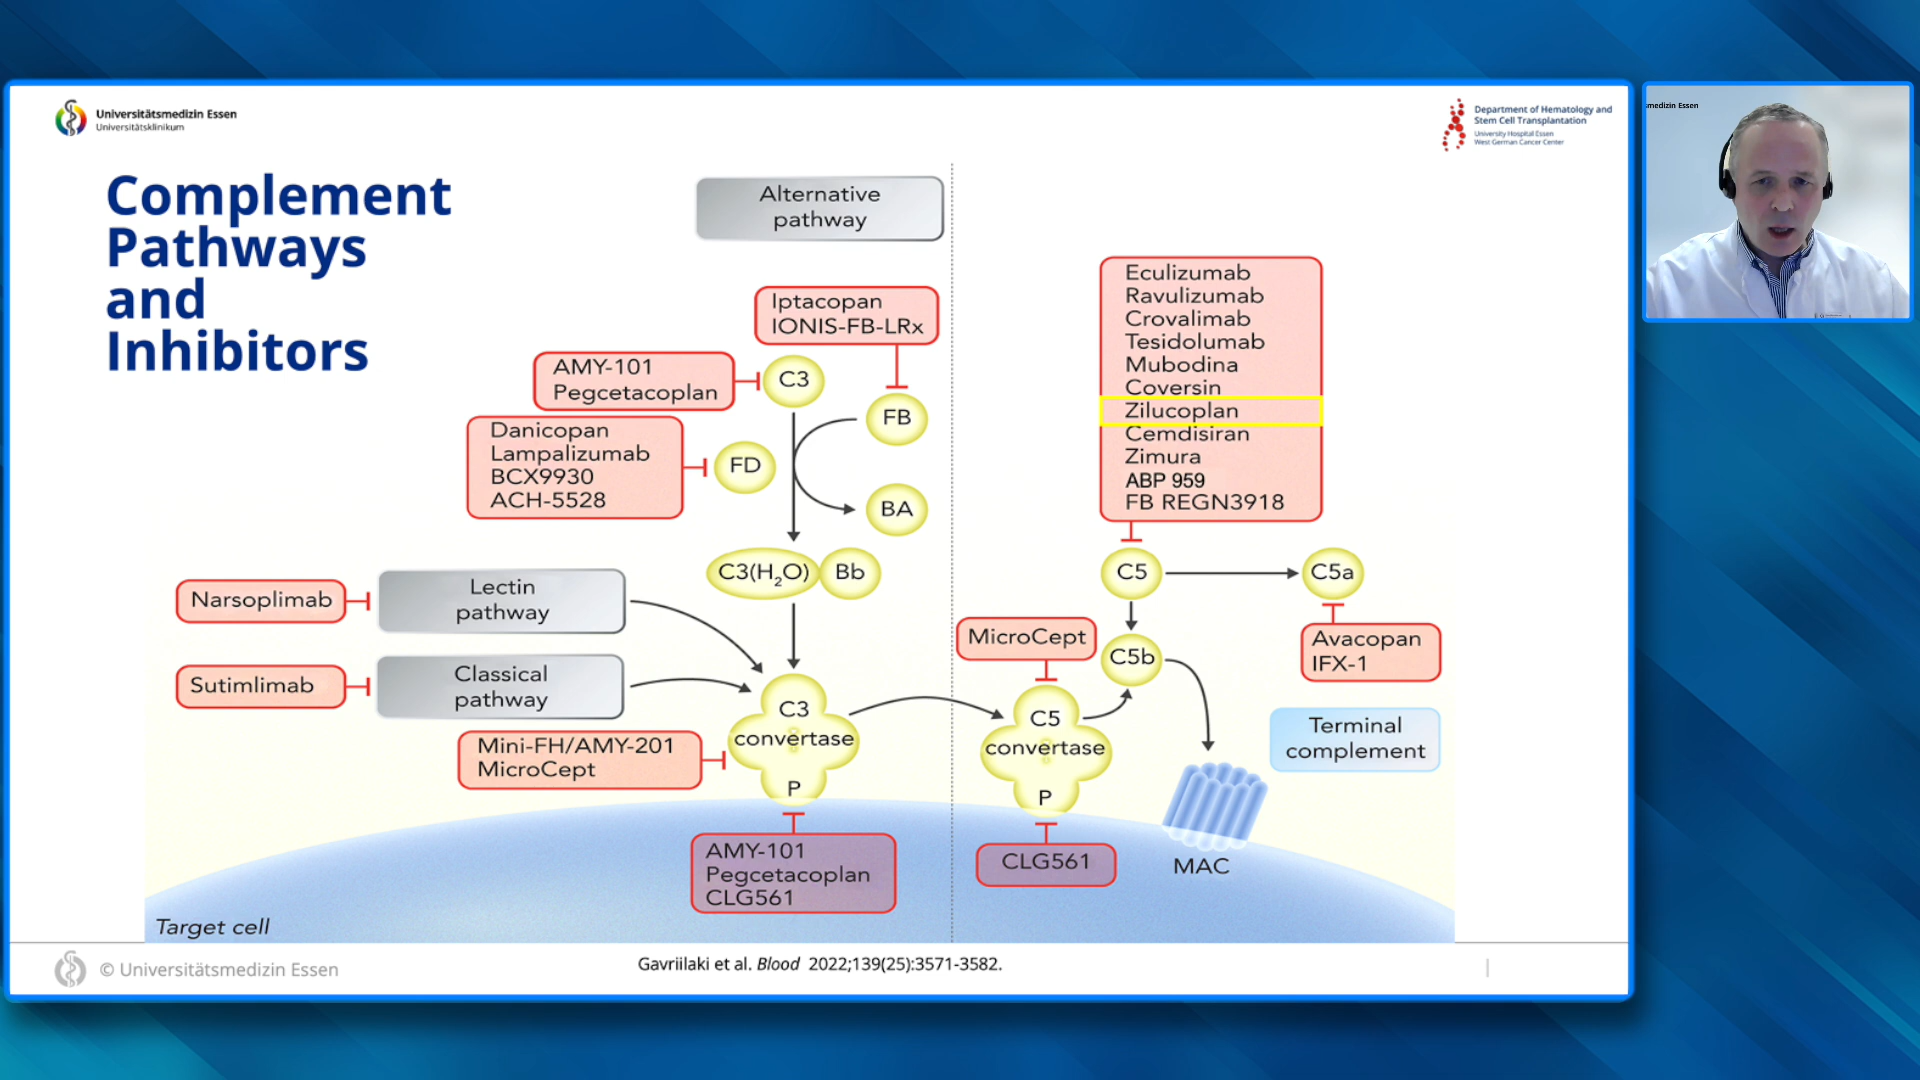 Universitätsmedizin Essen
Universitätsklinikum
Department of Hematology and
Stem Cell Transplantation
University Hospital Essen
West German Cancer Center
smedizin Essen
Complement
Pathways
and
Inhibitors
Alternative
pathway
Iptacopan
IONIS-FB-LRx
AMY-101
Pegcetacoplan
C3
FB
Danicopan
Lampalizumab
BCX9930
ACH-5528
FD
BA
C3(H₂O)
Bb
Narsoplimab
Lectin
pathway
Sutimlimab
Classical
pathway
C3
convertase
P
Mini-FH/AMY-201
MicroCept
AMY-101
Pegcetacoplan
CLG561
Eculizumab
Ravulizumab
Crovalimab
Tesidolumab
Mubodina
Coversin
Zilucoplan
Cemdisiran
Zimura
ABP 959
FB REGN3918
C5
C5a
MicroCept
C5b
Avacopan
IFX-1
C5
convertase
P
Terminal
complement
CLG561
MAC
Target cell
© Universitätsmedizin Essen
Gavriilaki et al. Blood 2022;139(25):3571-3582.